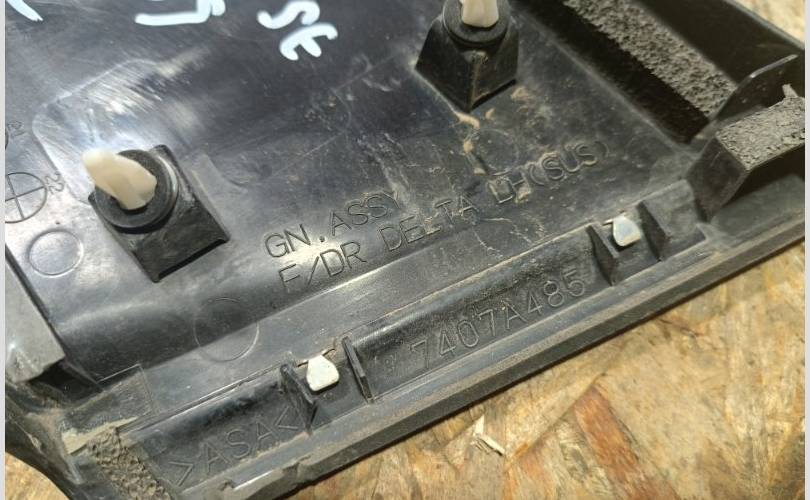 GN.ASSY
F/DR DELTA LH(SUS)
7407A485
>ASA<